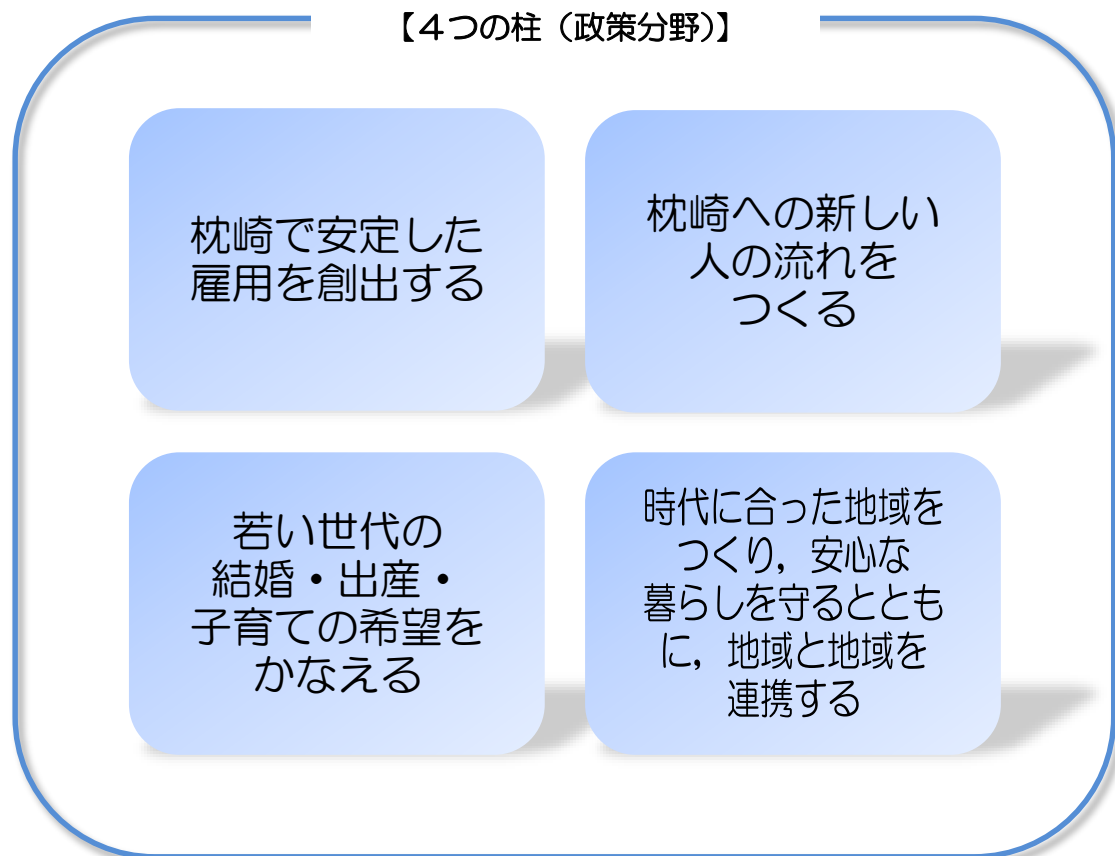 【４つの柱（政策分野）】
枕崎で安定した
雇用を創出する
枕崎への新しい
人の流れを
つくる
若い世代の
結婚・出産・
子育ての希望を
かなえる
時代に合った地域を
つくり，安心な
暮らしを守るととも
に，地域と地域を
連携する